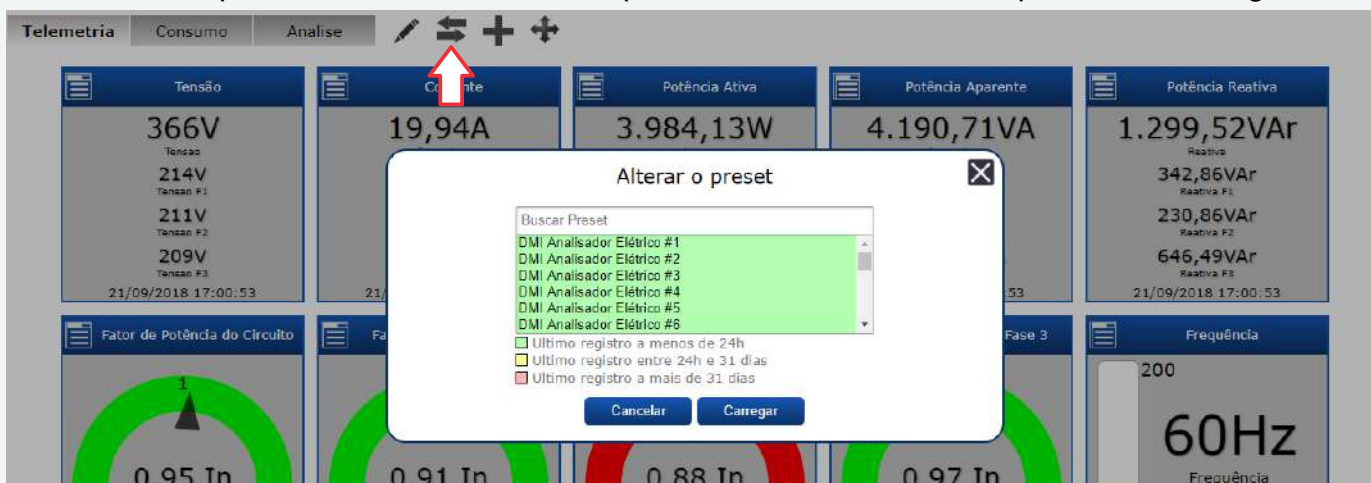 Telemetria Consumo Analise
Tensão
Potência Ativa
Potência Aparente
Potência Reativa
366V
19,94A
3.984,13W
4.190,71VA
1.299,52VAr
Tensao
Reativa
214V
Tensao F1
342,86VAr
Reativa F1
211V
Tensao F2
230,86VAr
Reativa F2
209V
Tensao F3
646,49VAr
Reativa F3
21/09/2018 17:00:53
21/09/2018 17:00:53
Alterar o preset
Buscar Preset
DMI Analisador Elétrico #1
DMI Analisador Elétrico #2
DMI Analisador Elétrico #3
DMI Analisador Elétrico #4
DMI Analisador Elétrico #5
DMI Analisador Elétrico #6
Ultimo registro a menos de 24h
Ultimo registro entre 24h e 31 dias
Ultimo registro a mais de 31 dias
Cancelar
Carregar
Fator de Potência do Circuito
Fase 3
Frequência
1
200
0.95 In
0.91 In
0.88 In
0.97 In
60Hz
Frequência